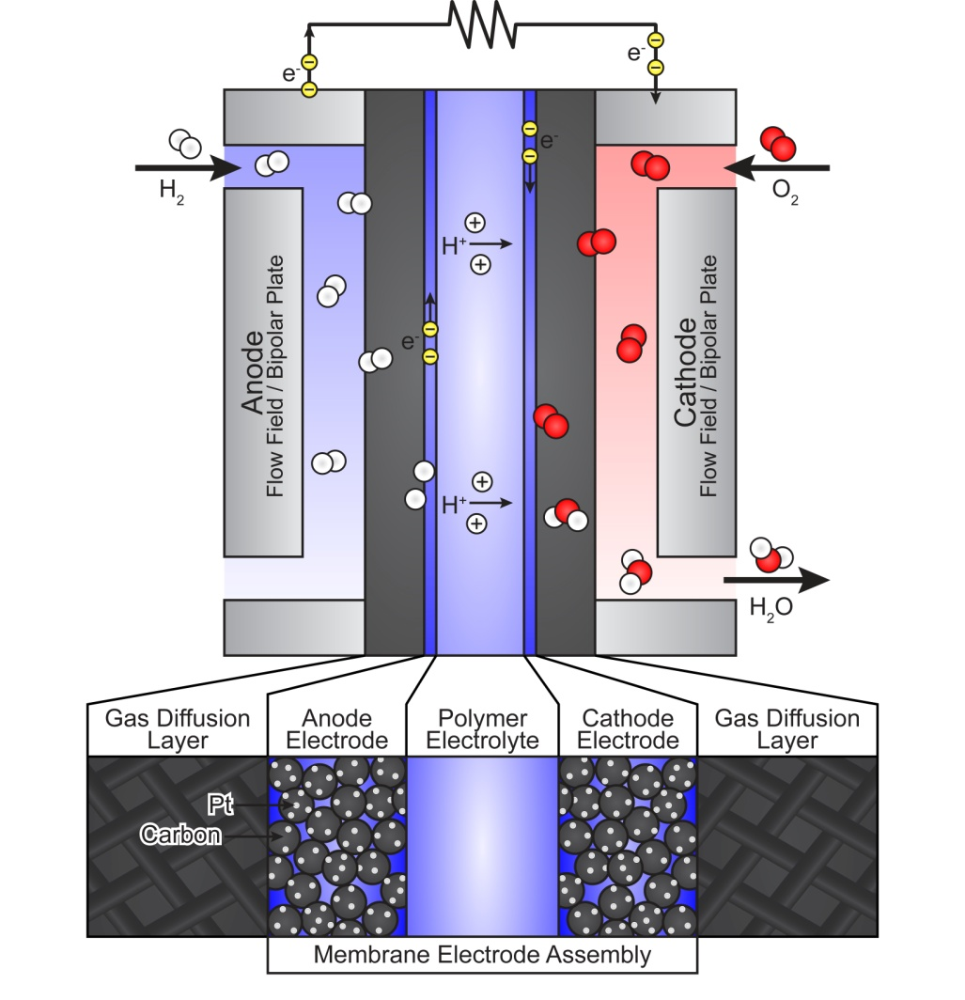 e-
e-
H2
O2
e-
H+
e-
H+
Anode
Flow Field / Bipolar Plate
Cathode
Flow Field / Bipolar Plate
H2O
Gas Diffusion
Layer
Anode
Electrode
Polymer
Electrolyte
Cathode
Electrode
Gas Diffusion
Layer
Pt
Carbon
Membrane Electrode Assembly